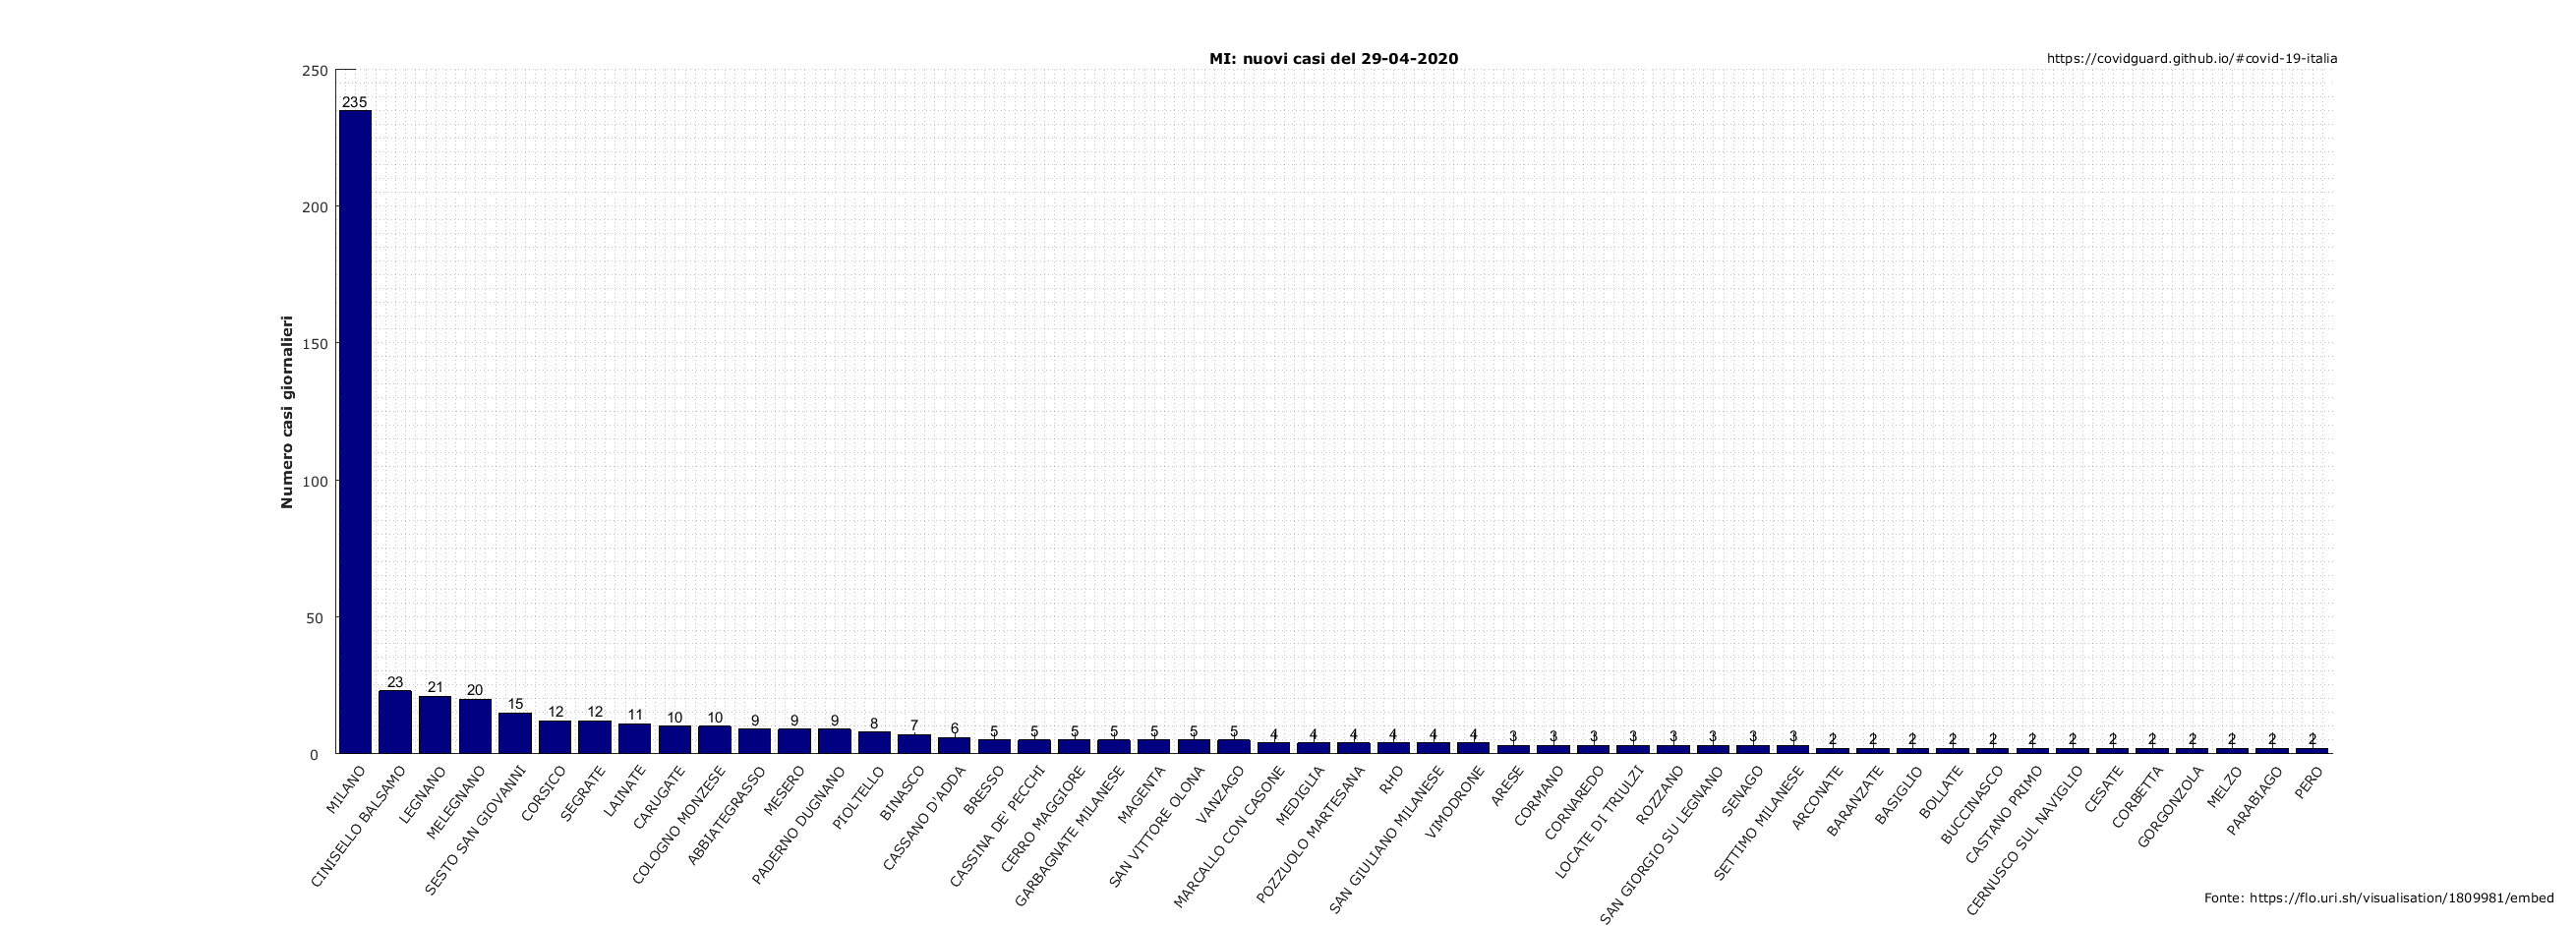 MI: nuovi casi del 29-04-2020
https://covidguard.github.io/#covid-19-italia
Numero casi giornalieri
250
200
150
100
50
0
235
23
21
20
15
12
12
11
10
10
9
9
9
8
7
6
5
5
5
5
5
5
5
4
4
4
4
4
4
3
3
3
3
3
3
3
3
2
2
2
2
2
2
2
2
2
2
2
2
2
MILANO
CINISELLO BALSAMO
LEGNANO
MELEGNANO
SESTO SAN GIOVANNI
CORSICO
SEGRATE
LAINATE
CARUGATE
COLOGNO MONZESE
ABBIATEGRASSO
MESERO
PADERNO DUGNANO
PIOLTELLO
BINASCO
CASSANO D'ADDA
BRESSO
CASSINA DE' PECCHI
CERRO MAGGIORE
GARBAGNATE MILANESE
MAGENTA
SAN VITTORE OLONA
VANZAGO
MARCALLO CON CASONE
MEDIGLIA
POZZUOLO MARTESANA
RHO
SAN GIULIANO MILANESE
VIMODRONE
ARESE
CORMANO
CORNAREDO
LOCATE DI TRIULZI
ROZZANO
SAN GIORGIO SU LEGNANO
SENAGO
SETTIMO MILANESE
ARCONATE
BARANZATE
BASIGLIO
BOLLATE
BUCCINASCO
CASTANO PRIMO
CERNUSCO SUL NAVIGLIO
CESATE
CORBETTA
GORGONZOLA
MELZO
PARABIAGO
PERO
Fonte: https://flo.uri.sh/visualisation/1809981/embed